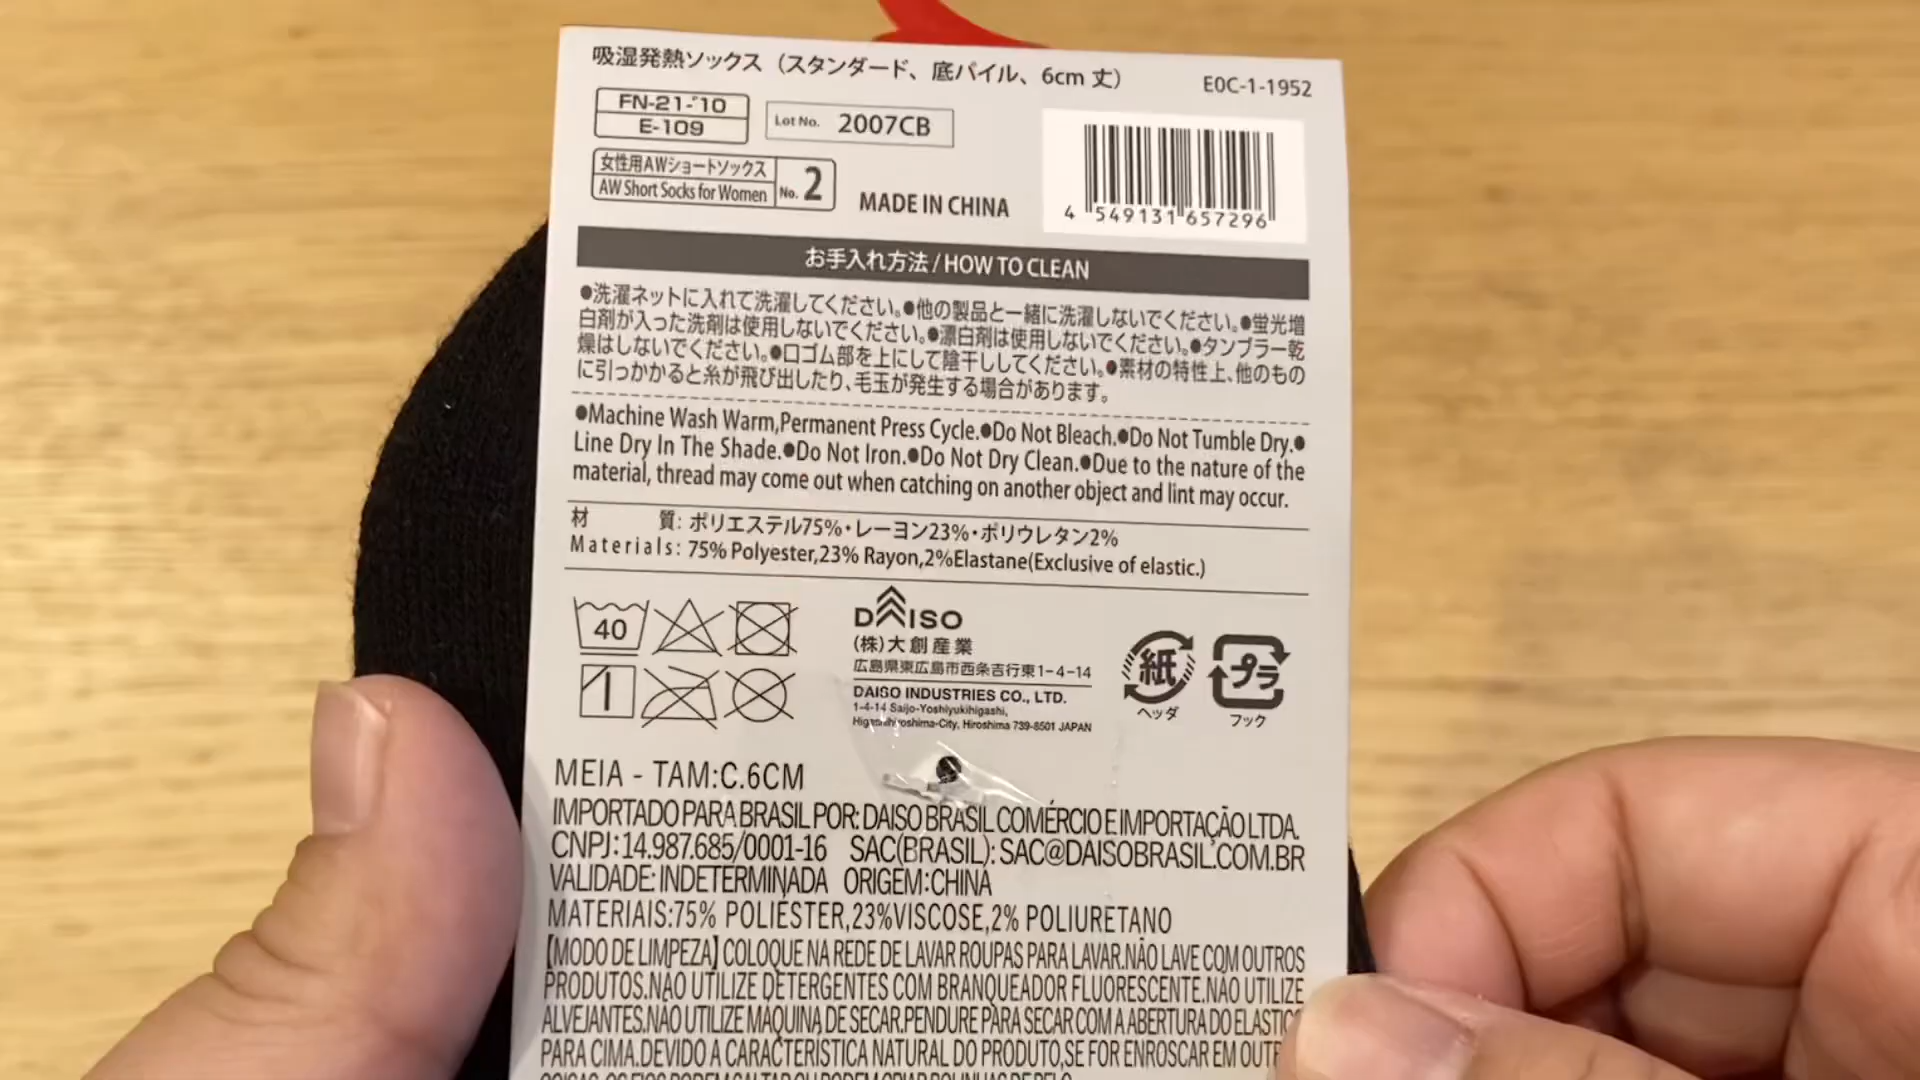 吸湿発熱ソックス（スタンダード、底パイル、6cm 丈）
E0C-1-1952
FN-21-'10
E-109
Lot No. 2007CB
女性用AWショートソックス
AW Short Socks for Women
No. 2
MADE IN CHINA
4 549131 657296
お手入れ方法 / HOW TO CLEAN
●洗濯ネットに入れて洗濯してください。●他の製品と一緒に洗濯しないでください。●蛍光増
白剤が入った洗剤は使用しないでください。●漂白剤は使用しないでください。●タンブラー乾
燥はしないでください。●口ゴム部を上にして陰干ししてください。●素材の特性上、他のもの
に引っかかると糸が飛び出したり、毛玉が発生する場合があります。
●Machine Wash Warm,Permanent Press Cycle.●Do Not Bleach.●Do Not Tumble Dry.●
Line Dry In The Shade.●Do Not Iron.●Do Not Dry Clean.●Due to the nature of the
material, thread may come out when catching on another object and lint may occur.
材 質: ポリエステル75%・レーヨン23%・ポリウレタン2%
Materials: 75% Polyester,23% Rayon,2%Elastane(Exclusive of elastic.)
40
DAISO
(株)大創産業
広島県東広島市西条吉行東1-4-14
DAISO INDUSTRIES CO., LTD.
1-4-14 Saijo-Yoshiyukihigashi,
Higashihiroshima-City, Hiroshima 739-8501 JAPAN
紙
ヘッダ
プラ
フック
MEIA - TAM:C.6CM
IMPORTADO PARA BRASIL POR: DAISO BRASIL COMÉRCIO E IMPORTAÇÃO LTDA.
CNPJ:14.987.685/0001-16 SAC(BRASIL): SAC@DAISOBRASIL.COM.BR
VALIDADE: INDETERMINADA ORIGEM:CHINA
MATERIAIS:75% POLIÉSTER,23%VISCOSE,2% POLIURETANO
【MODO DE LIMPEZA】COLOQUE NA REDE DE LAVAR ROUPAS PARA LAVAR.NÃO LAVE COM OUTROS
PRODUTOS.NÃO UTILIZE DETERGENTES COM BRANQUEADOR FLUORESCENTE.NÃO UTILIZE
ALVEJANTES.NÃO UTILIZE MÁQUINA DE SECAR.PENDURE PARA SECAR COM A ABERTURA DO ELASTICO
PARA CIMA.DEVIDO A CARACTERÍSTICA NATURAL DO PRODUTO,SE FOR ENROSCAR EM